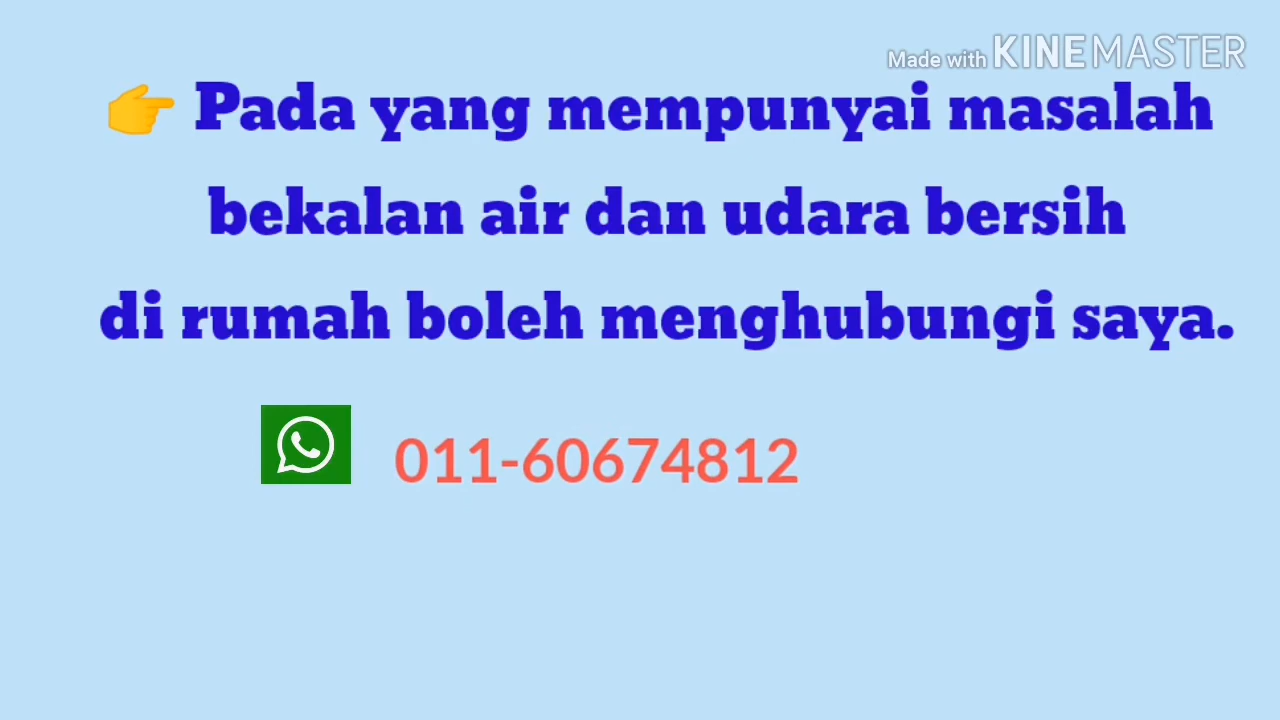 Made with KINEMASTER
👉 Pada yang mempunyai masalah
bekalan air dan udara bersih
di rumah boleh menghubungi saya.
011-60674812